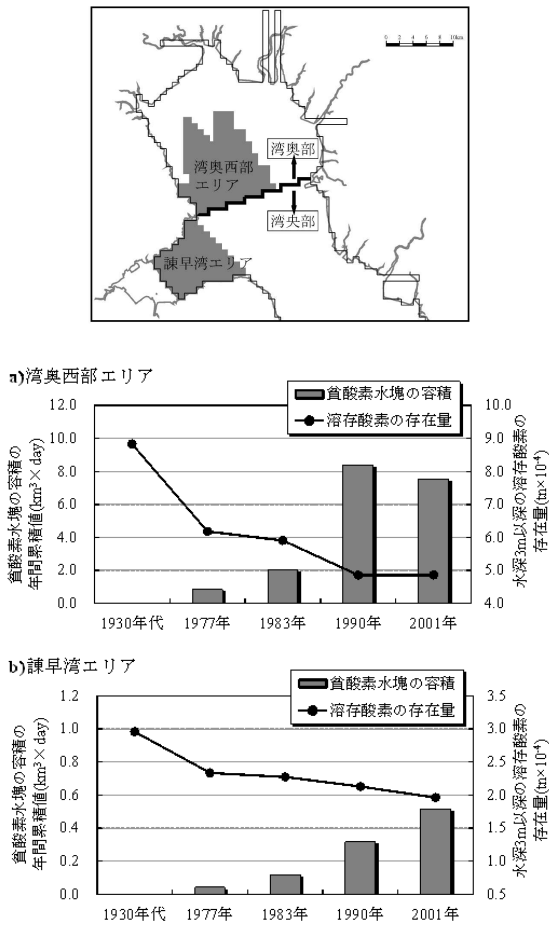 0 2 4 6 8 10km
湾奥西部
エリア
湾奥部
湾央部
諫早湾エリア
a)湾奥西部エリア
貧酸素水塊の容積
溶存酸素の存在量
貧酸素水塊の容積の
年間累積値(km³×day)
12.0
10.0
8.0
6.0
4.0
2.0
0.0
10.0
9.0
8.0
7.0
6.0
5.0
4.0
水深3m以深の溶存酸素の
存在量(tn×10⁻⁴)
1930年代 1977年 1983年 1990年 2001年
b)諫早湾エリア
貧酸素水塊の容積
溶存酸素の存在量
貧酸素水塊の容積の
年間累積値(km³×day)
1.2
1.0
0.8
0.6
0.4
0.2
0.0
3.5
3.0
2.5
2.0
1.5
1.0
0.5
水深3m以深の溶存酸素の
存在量(tn×10⁻⁴)
1930年代 1977年 1983年 1990年 2001年